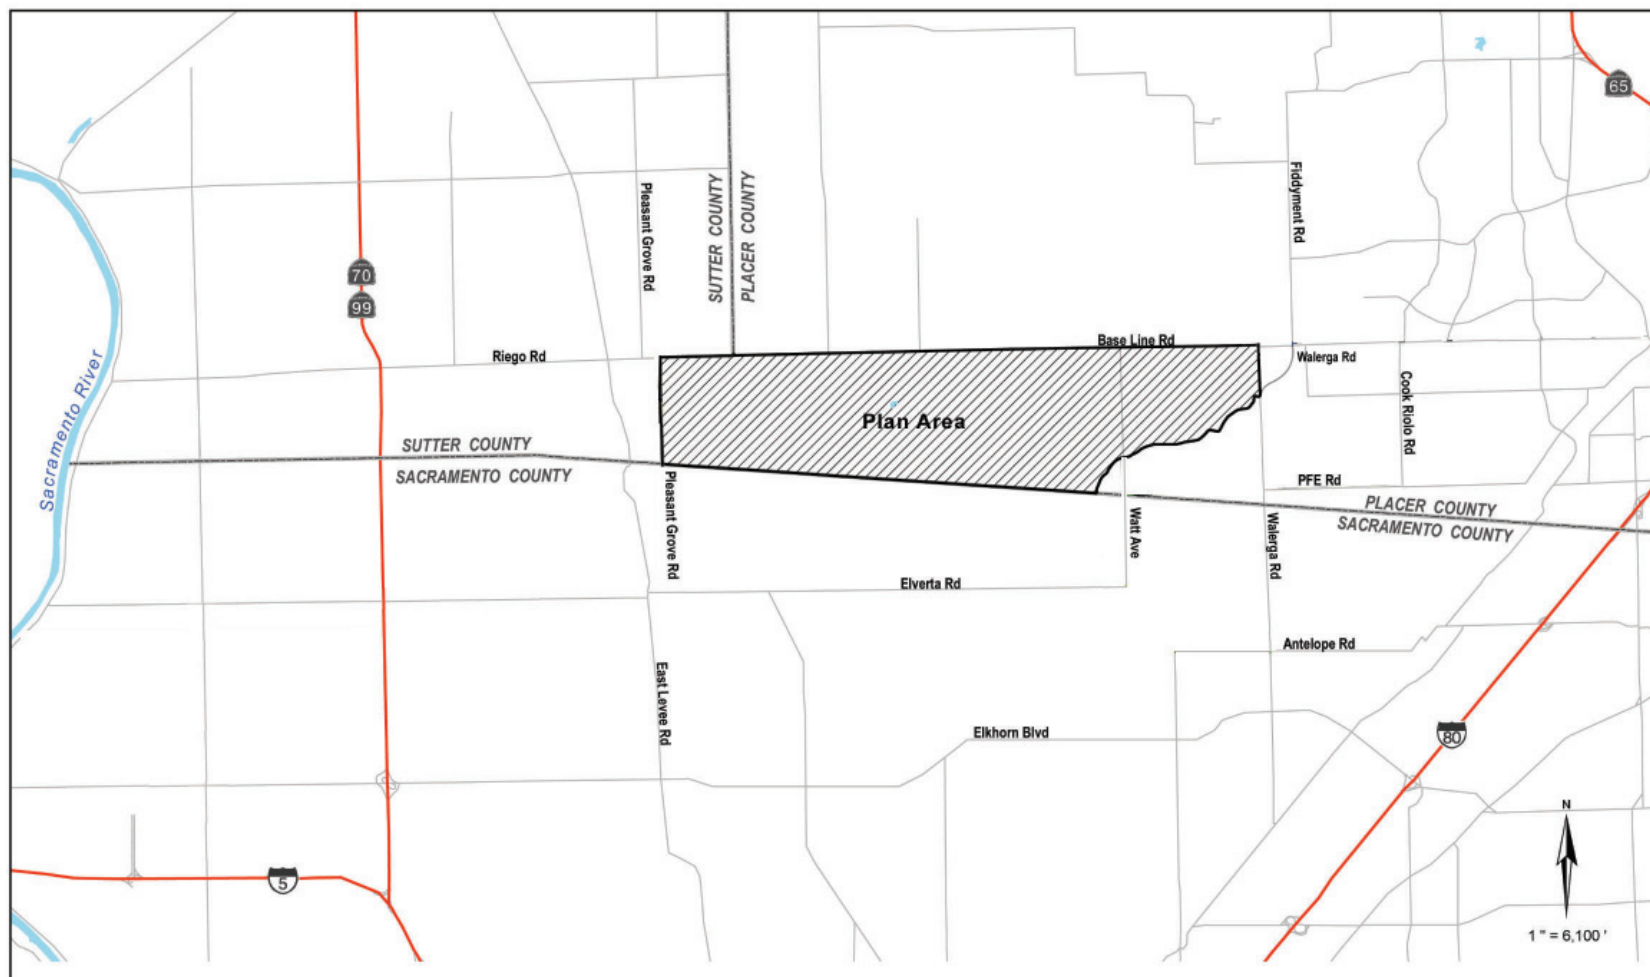 65
Pleasant Grove Rd
SUTTER COUNTY
PLACER COUNTY
Fiddyment Rd
70
99
Riego Rd
Base Line Rd
Walerga Rd
Sacramento River
Cook Riolo Rd
Plan Area
SUTTER COUNTY
SACRAMENTO COUNTY
Pleasant Grove Rd
PFE Rd
PLACER COUNTY
SACRAMENTO COUNTY
Watt Ave
Walerga Rd
Elverta Rd
Antelope Rd
East Levee Rd
Elkhorn Blvd
80
N
5
1 " = 6,100 '